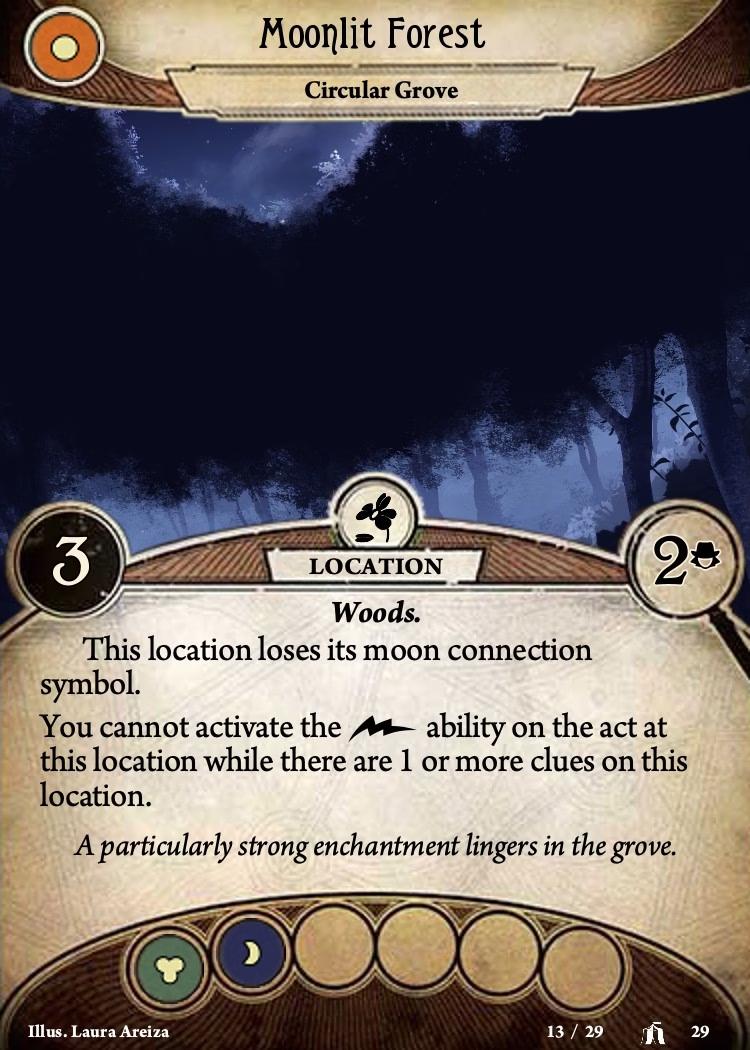 Moonlit Forest
Circular Grove
3
2
LOCATION
Woods.
This location loses its moon connection
symbol.
You cannot activate the ability on the act at
this location while there are 1 or more clues on this
location.
A particularly strong enchantment lingers in the grove.
Illus. Laura Areiza
13 / 29
29